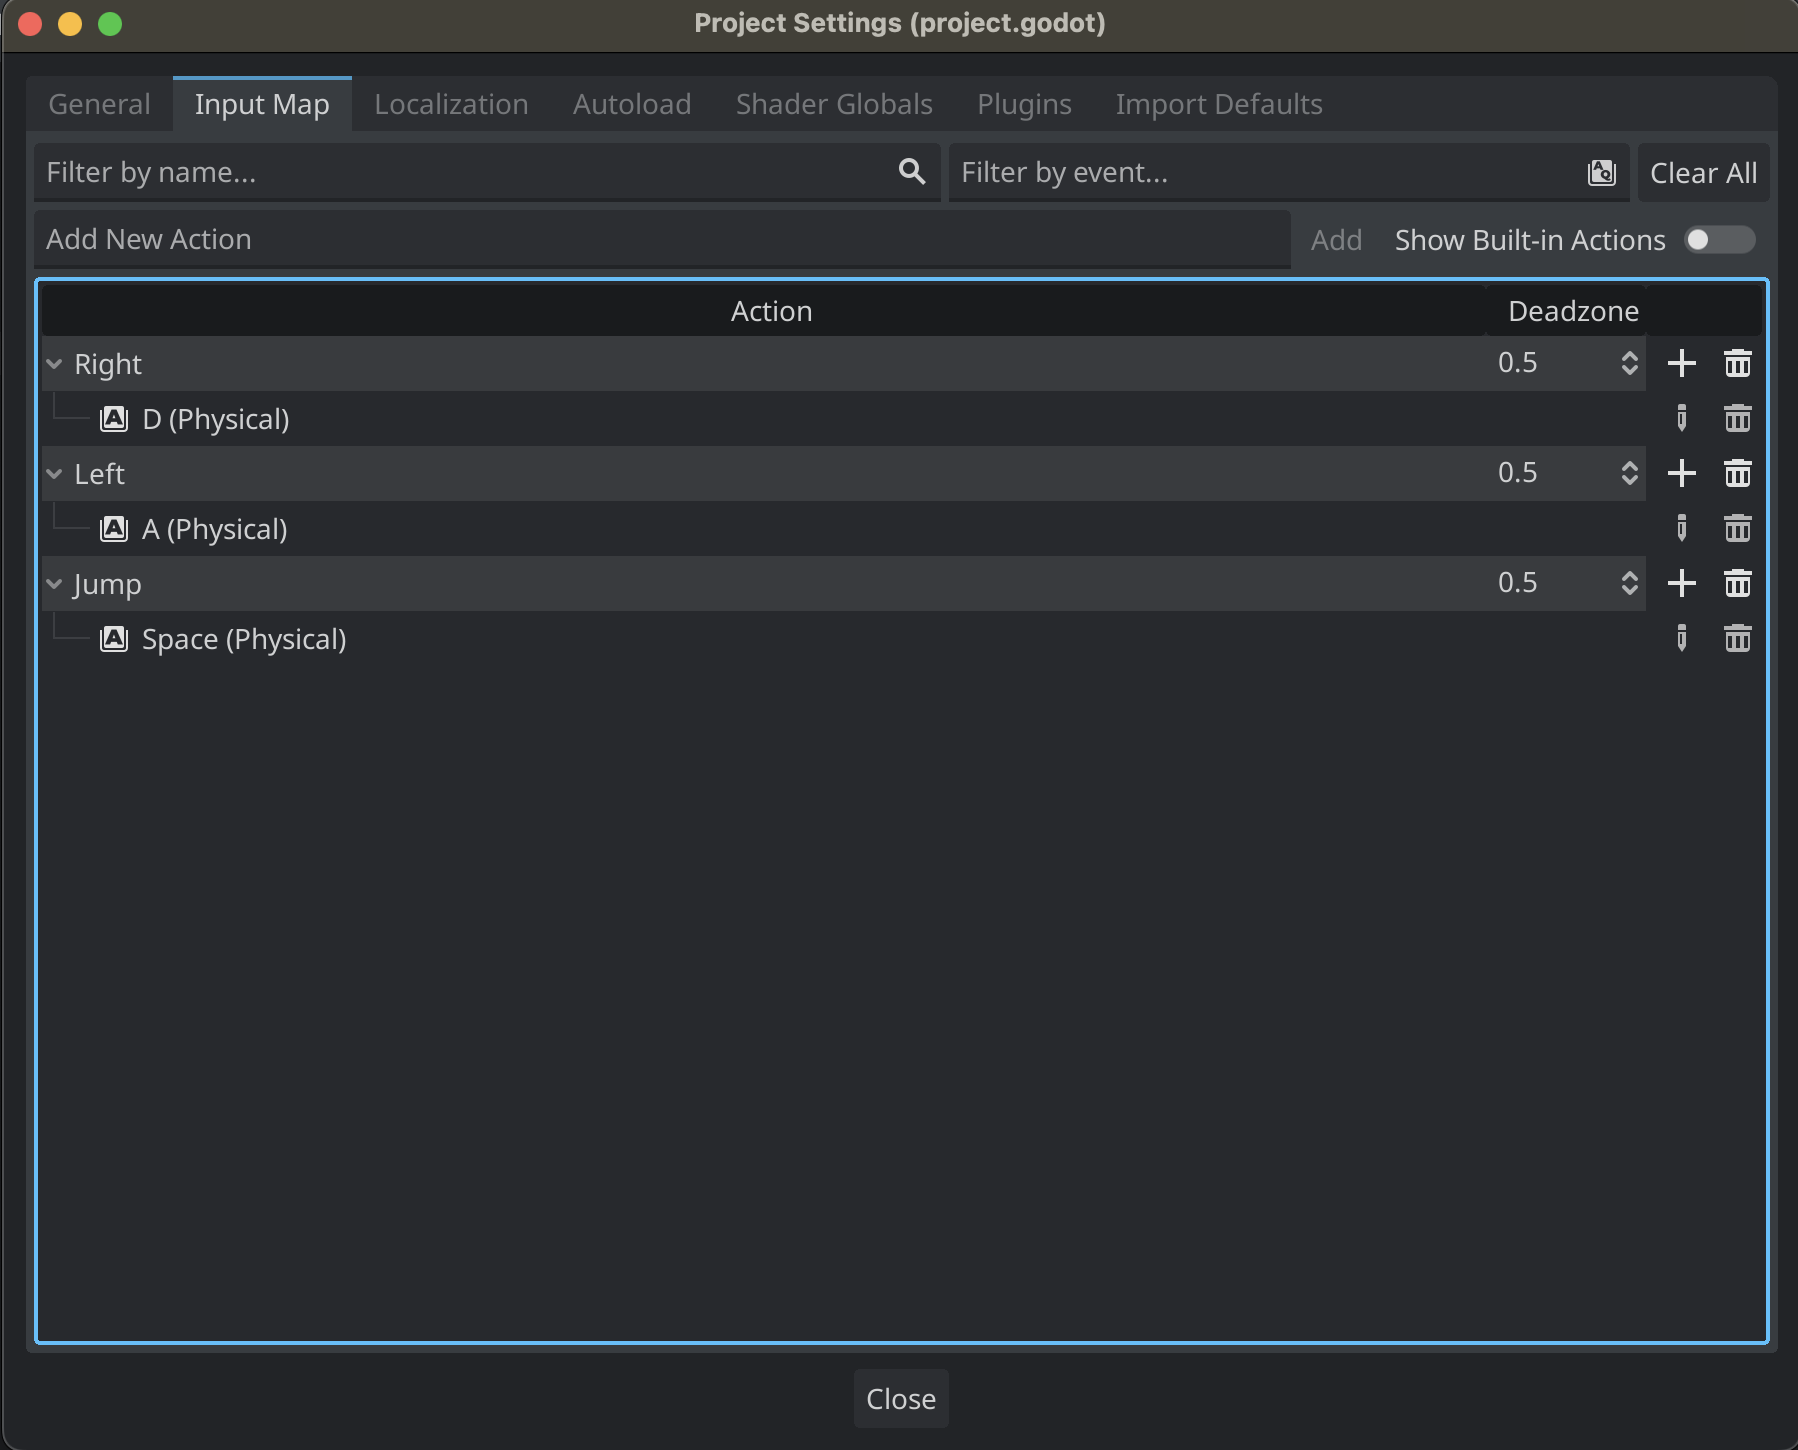 Project Settings (project.godot)
General Input Map Localization Autoload Shader Globals Plugins Import Defaults
Filter by name... Filter by event... Clear All
Add New Action Add Show Built-in Actions
Action Deadzone
Right 0.5
D (Physical)
Left 0.5
A (Physical)
Jump 0.5
Space (Physical)
Close